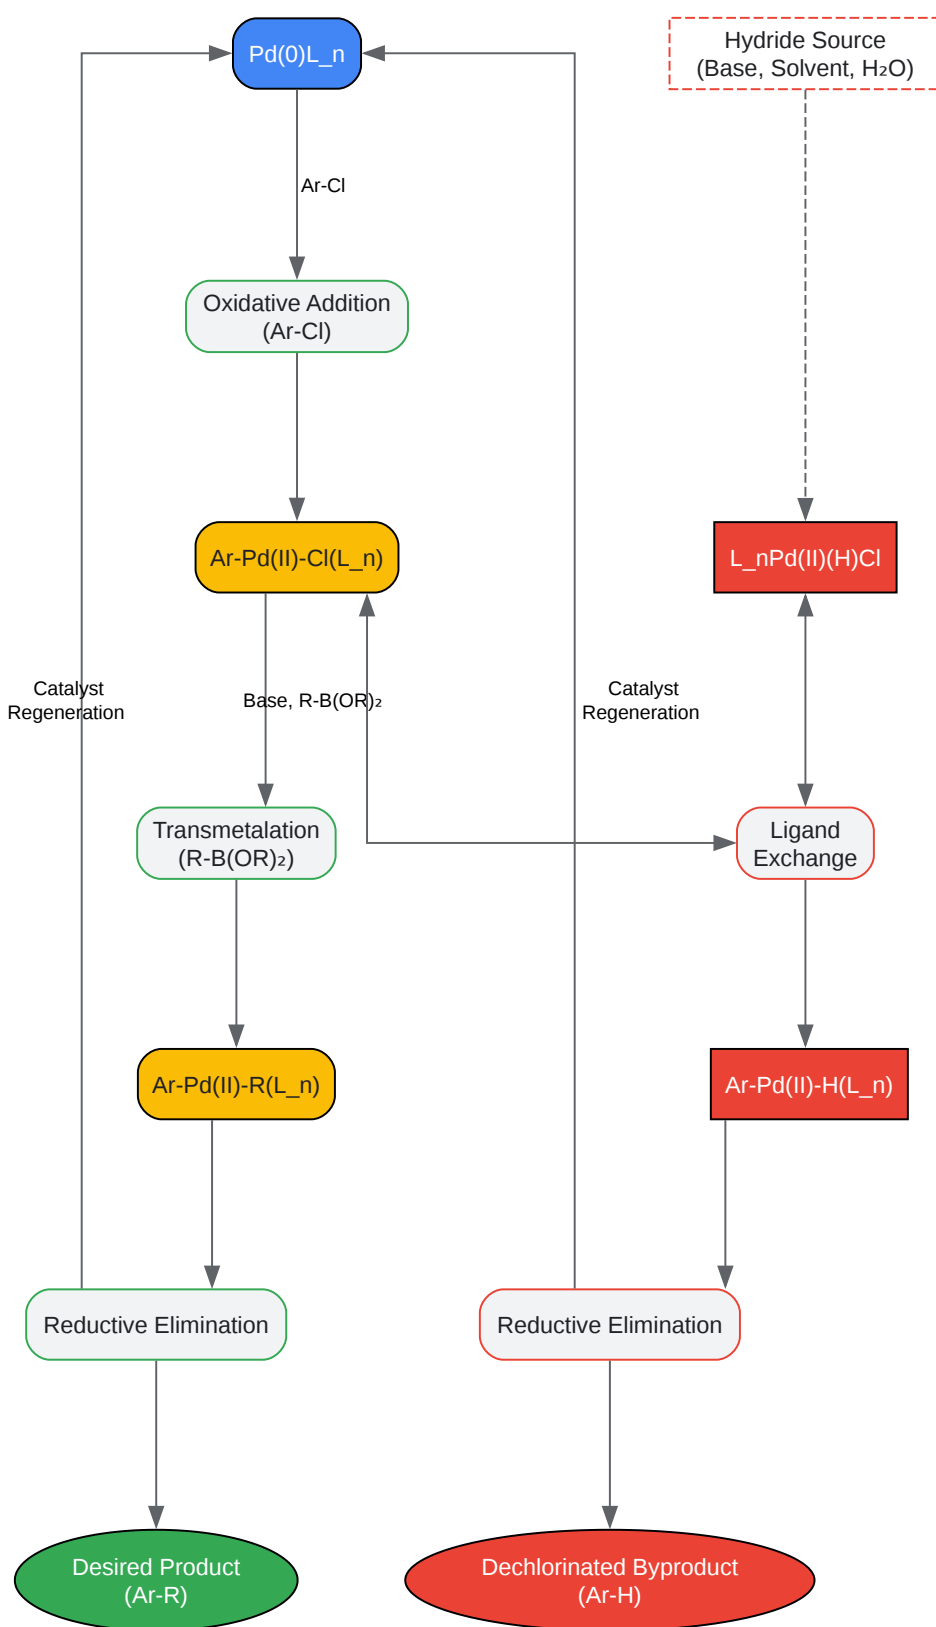 Pd(0)L_n
Hydride Source
(Base, Solvent, H₂O)
Ar-Cl
Oxidative Addition
(Ar-Cl)
Ar-Pd(II)-Cl(L_n)
L_nPd(II)(H)Cl
Catalyst
Regeneration
Base, R-B(OR)₂
Catalyst
Regeneration
Transmetalation
(R-B(OR)₂)
Ligand
Exchange
Ar-Pd(II)-R(L_n)
Ar-Pd(II)-H(L_n)
Reductive Elimination
Reductive Elimination
Desired Product
(Ar-R)
Dechlorinated Byproduct
(Ar-H)